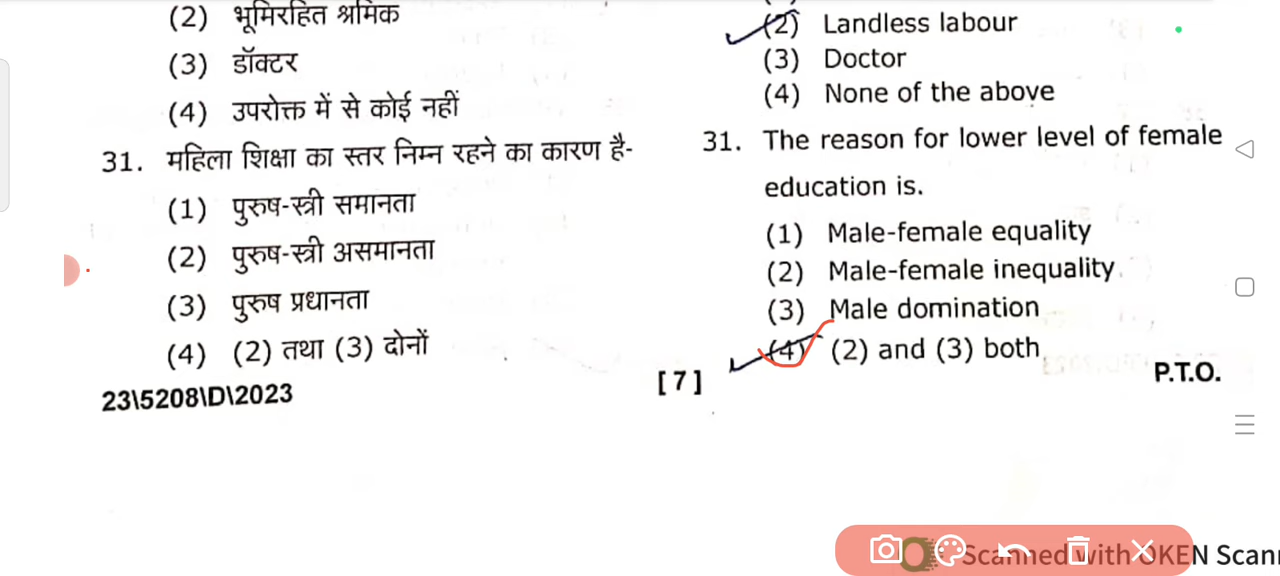 (2) भूमिरहित श्रमिक
(3) डॉक्टर
(4) उपरोक्त में से कोई नहीं
31. महिला शिक्षा का स्तर निम्न रहने का कारण है-
(1) पुरुष-स्त्री समानता
(2) पुरुष-स्त्री असमानता
(3) पुरुष प्रधानता
(4) (2) तथा (3) दोनों
23\5208\D\2023
(2) Landless labour
(3) Doctor
(4) None of the above
31. The reason for lower level of female
education is.
(1) Male-female equality
(2) Male-female inequality
(3) Male domination
(4) (2) and (3) both
[7]
P.T.O.
Scanned with OKEN Scan